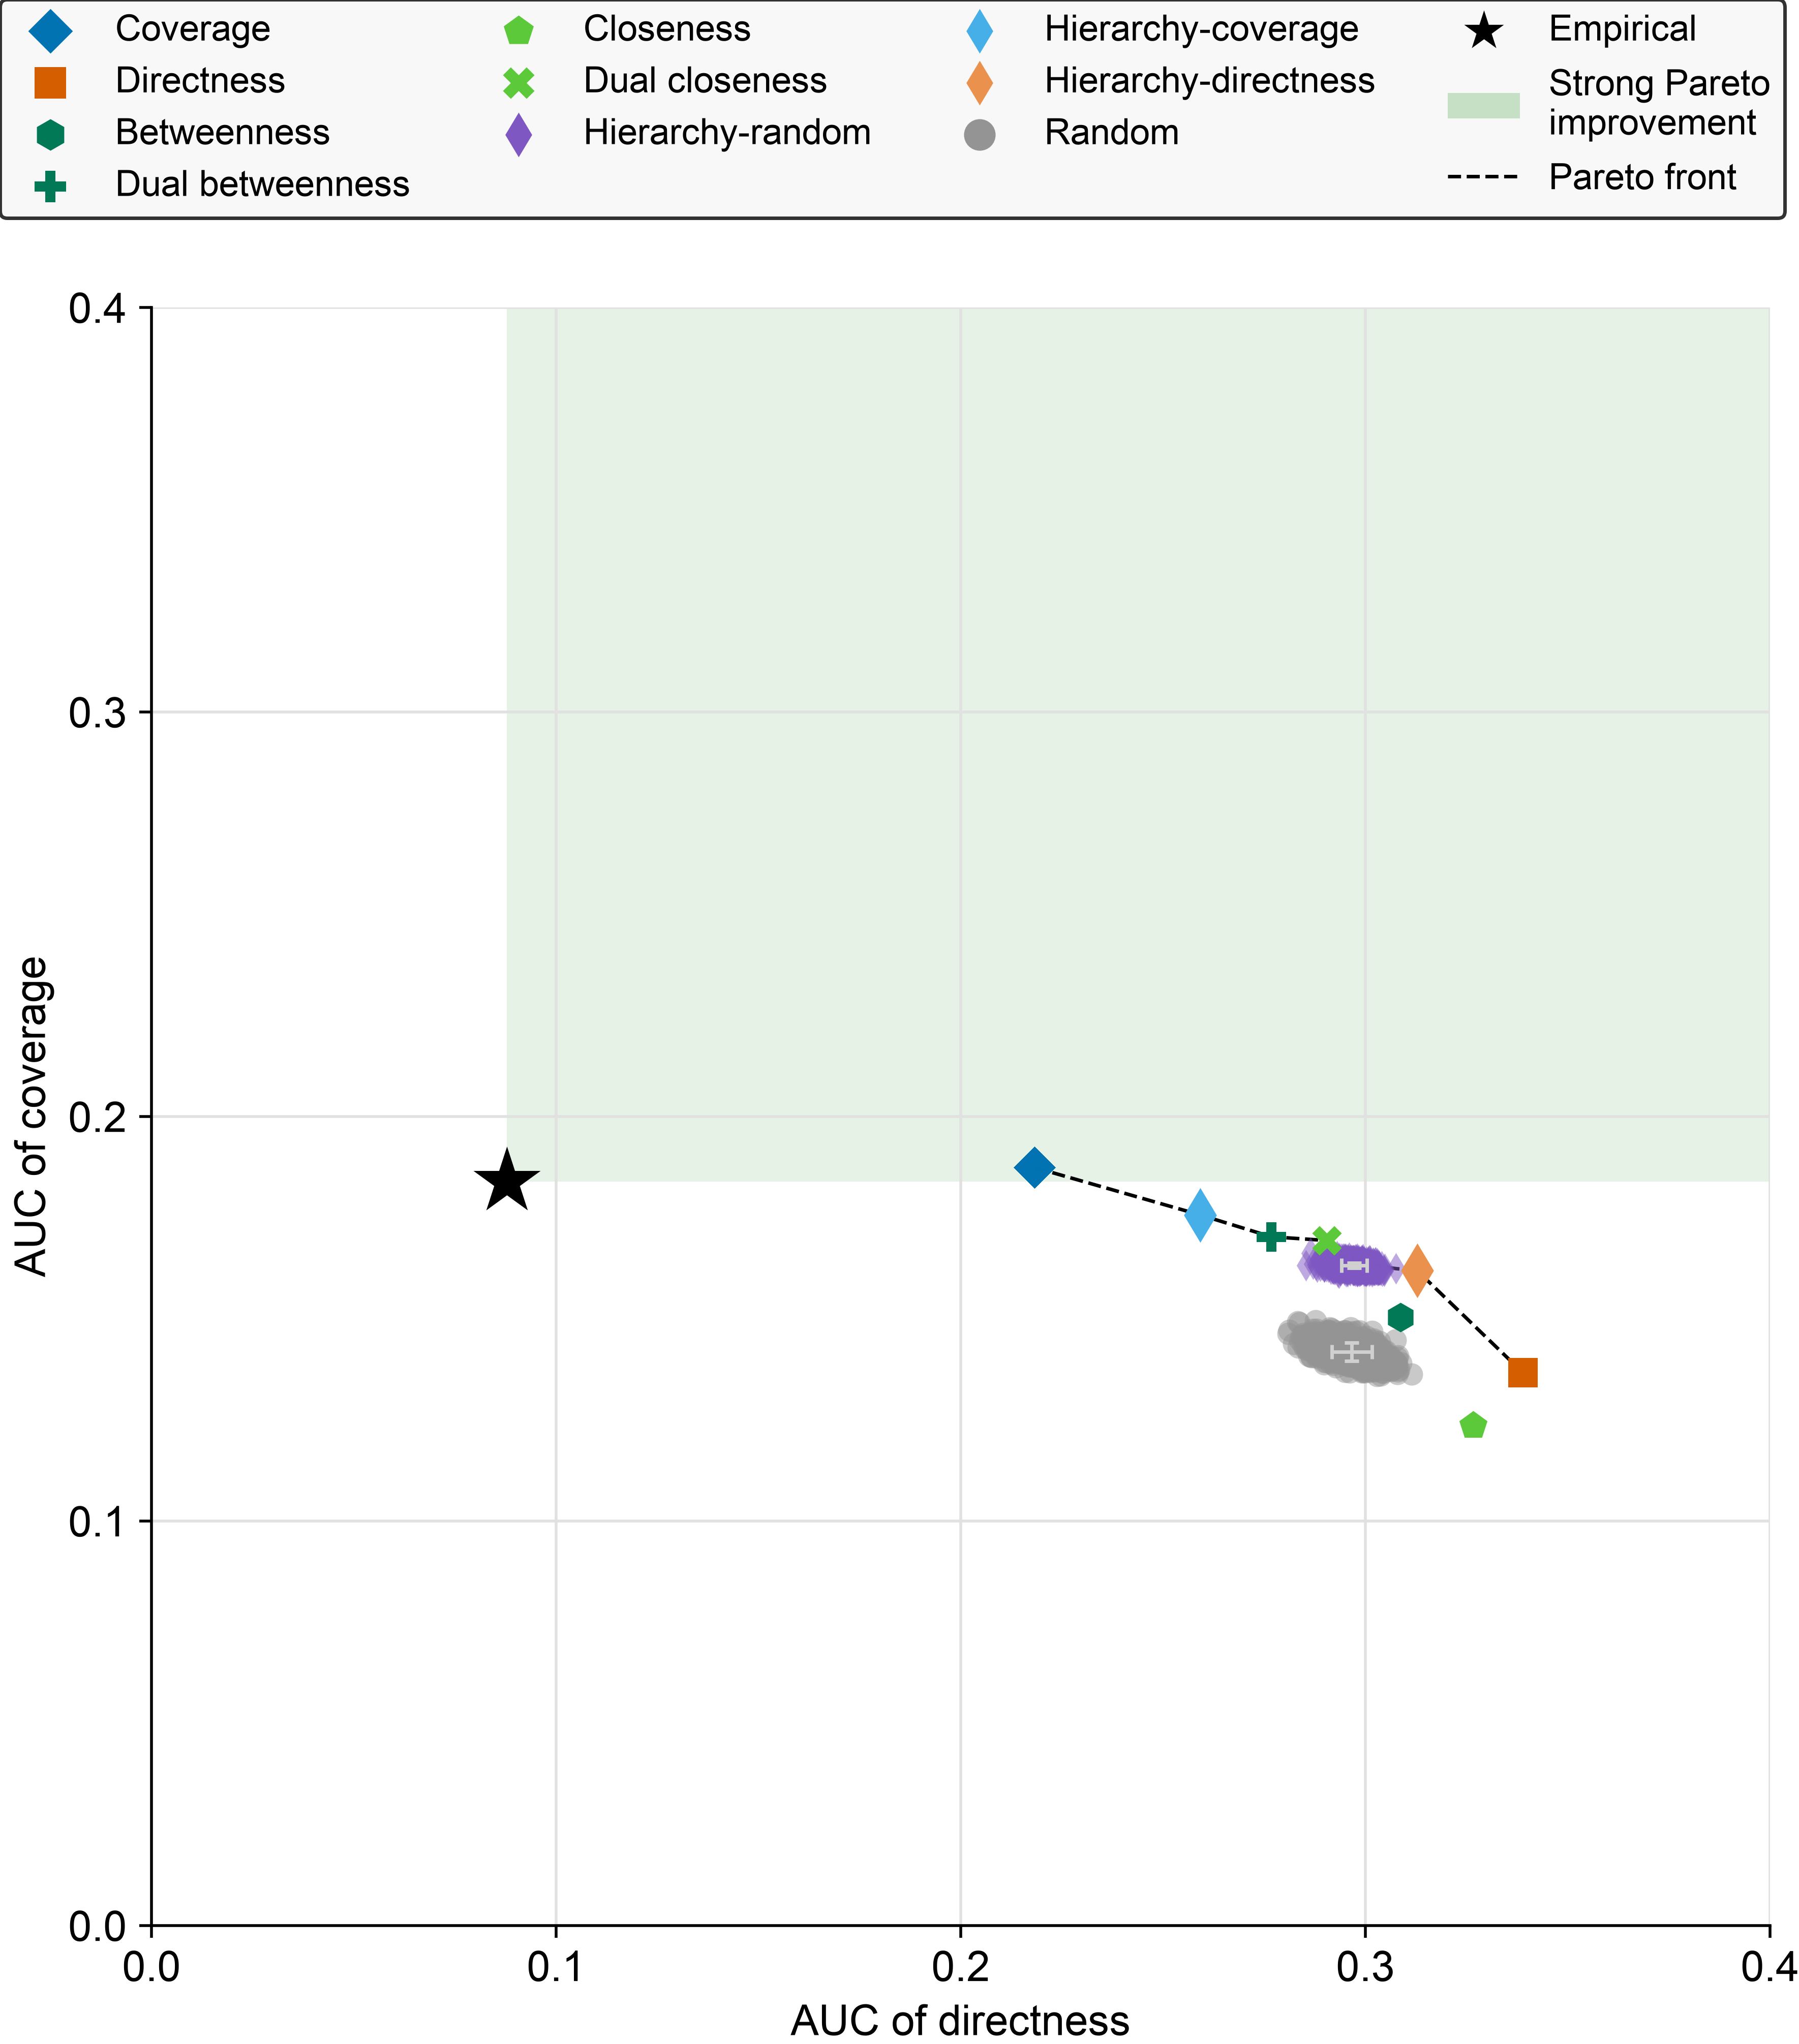 Coverage
Directness
Betweenness
Dual betweenness
Closeness
Dual closeness
Hierarchy-random
Hierarchy-coverage
Hierarchy-directness
Random
Empirical
Strong Pareto
improvement
Pareto front
0.4
0.3
0.2
0.1
0.0
AUC of coverage
0.0
0.1
0.2
0.3
0.4
AUC of directness